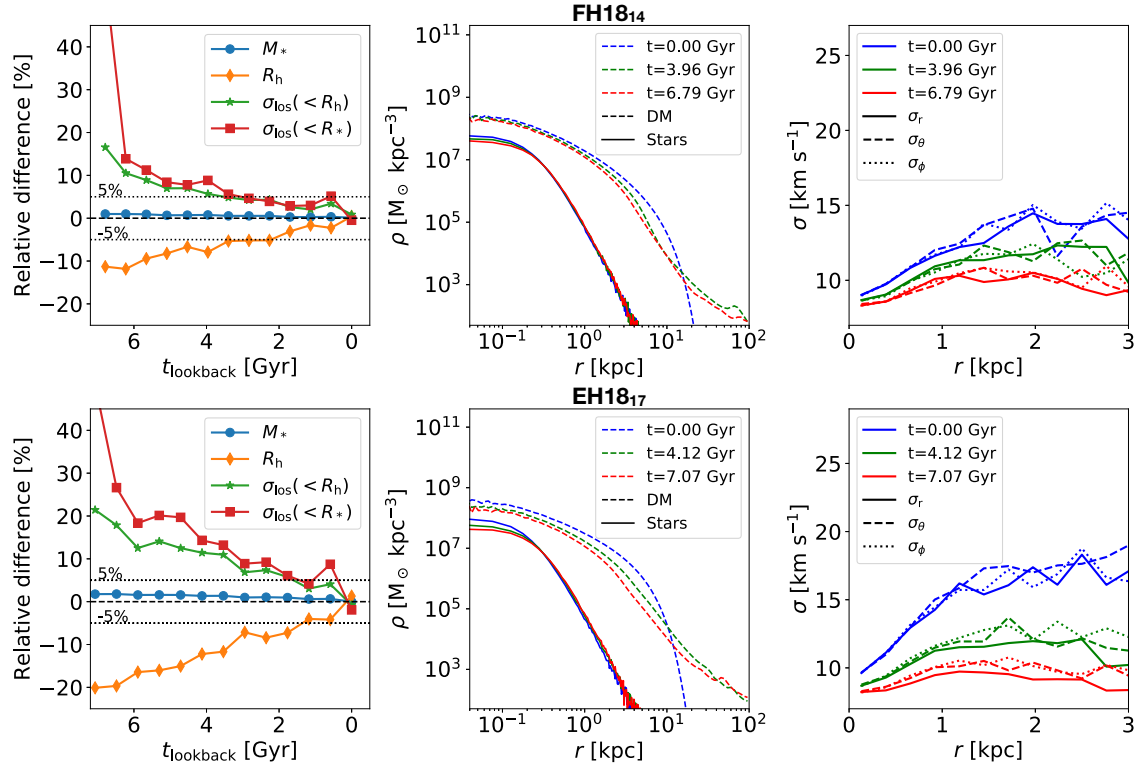 FH18₁₄
Relative difference [%]
40
30
20
10
0
−10
−20
5%
-5%
M*
Rh
σlos(<Rh)
σlos(<R*)
6 4 2 0
tlookback [Gyr]
ρ [M⊙ kpc⁻³]
10¹¹
10⁹
10⁷
10⁵
10³
t=0.00 Gyr
t=3.96 Gyr
t=6.79 Gyr
DM
Stars
10⁻¹ 10⁰ 10¹ 10²
r [kpc]
σ [km s⁻¹]
25
20
15
10
t=0.00 Gyr
t=3.96 Gyr
t=6.79 Gyr
σr
σθ
σϕ
0 1 2 3
r [kpc]
EH18₁₇
Relative difference [%]
40
30
20
10
0
−10
−20
5%
-5%
M*
Rh
σlos(<Rh)
σlos(<R*)
6 4 2 0
tlookback [Gyr]
ρ [M⊙ kpc⁻³]
10¹¹
10⁹
10⁷
10⁵
10³
t=0.00 Gyr
t=4.12 Gyr
t=7.07 Gyr
DM
Stars
10⁻¹ 10⁰ 10¹ 10²
r [kpc]
σ [km s⁻¹]
25
20
15
10
t=0.00 Gyr
t=4.12 Gyr
t=7.07 Gyr
σr
σθ
σϕ
0 1 2 3
r [kpc]